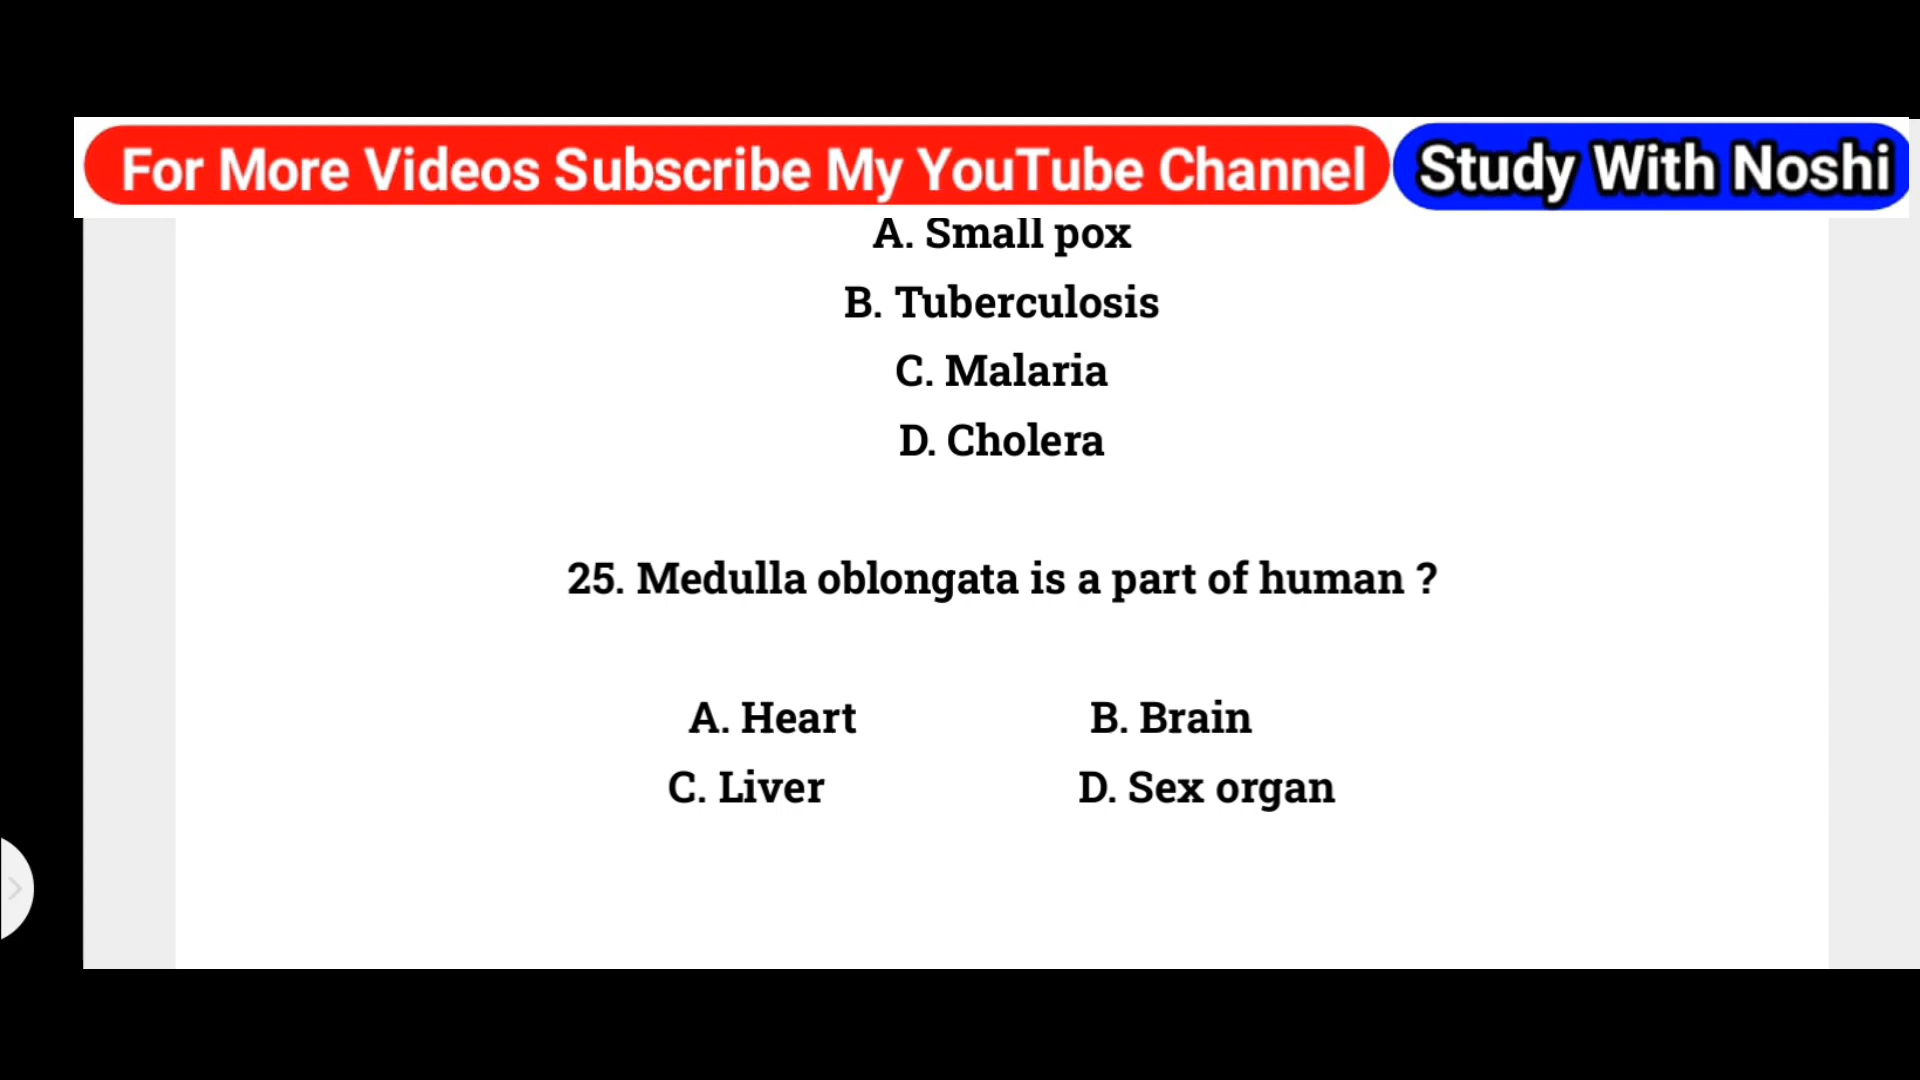 For More Videos Subscribe My YouTube Channel Study With Noshi
A. Small pox
B. Tuberculosis
C. Malaria
D. Cholera
25. Medulla oblongata is a part of human ?
A. Heart B. Brain
C. Liver D. Sex organ